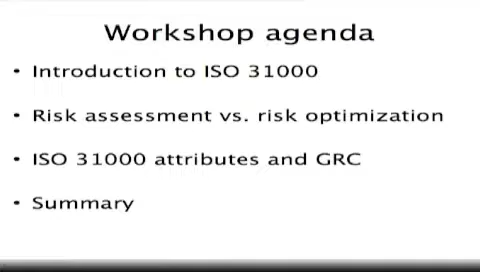 Workshop agenda
• Introduction to ISO 31000
• Risk assessment vs. risk optimization
• ISO 31000 attributes and GRC
• Summary